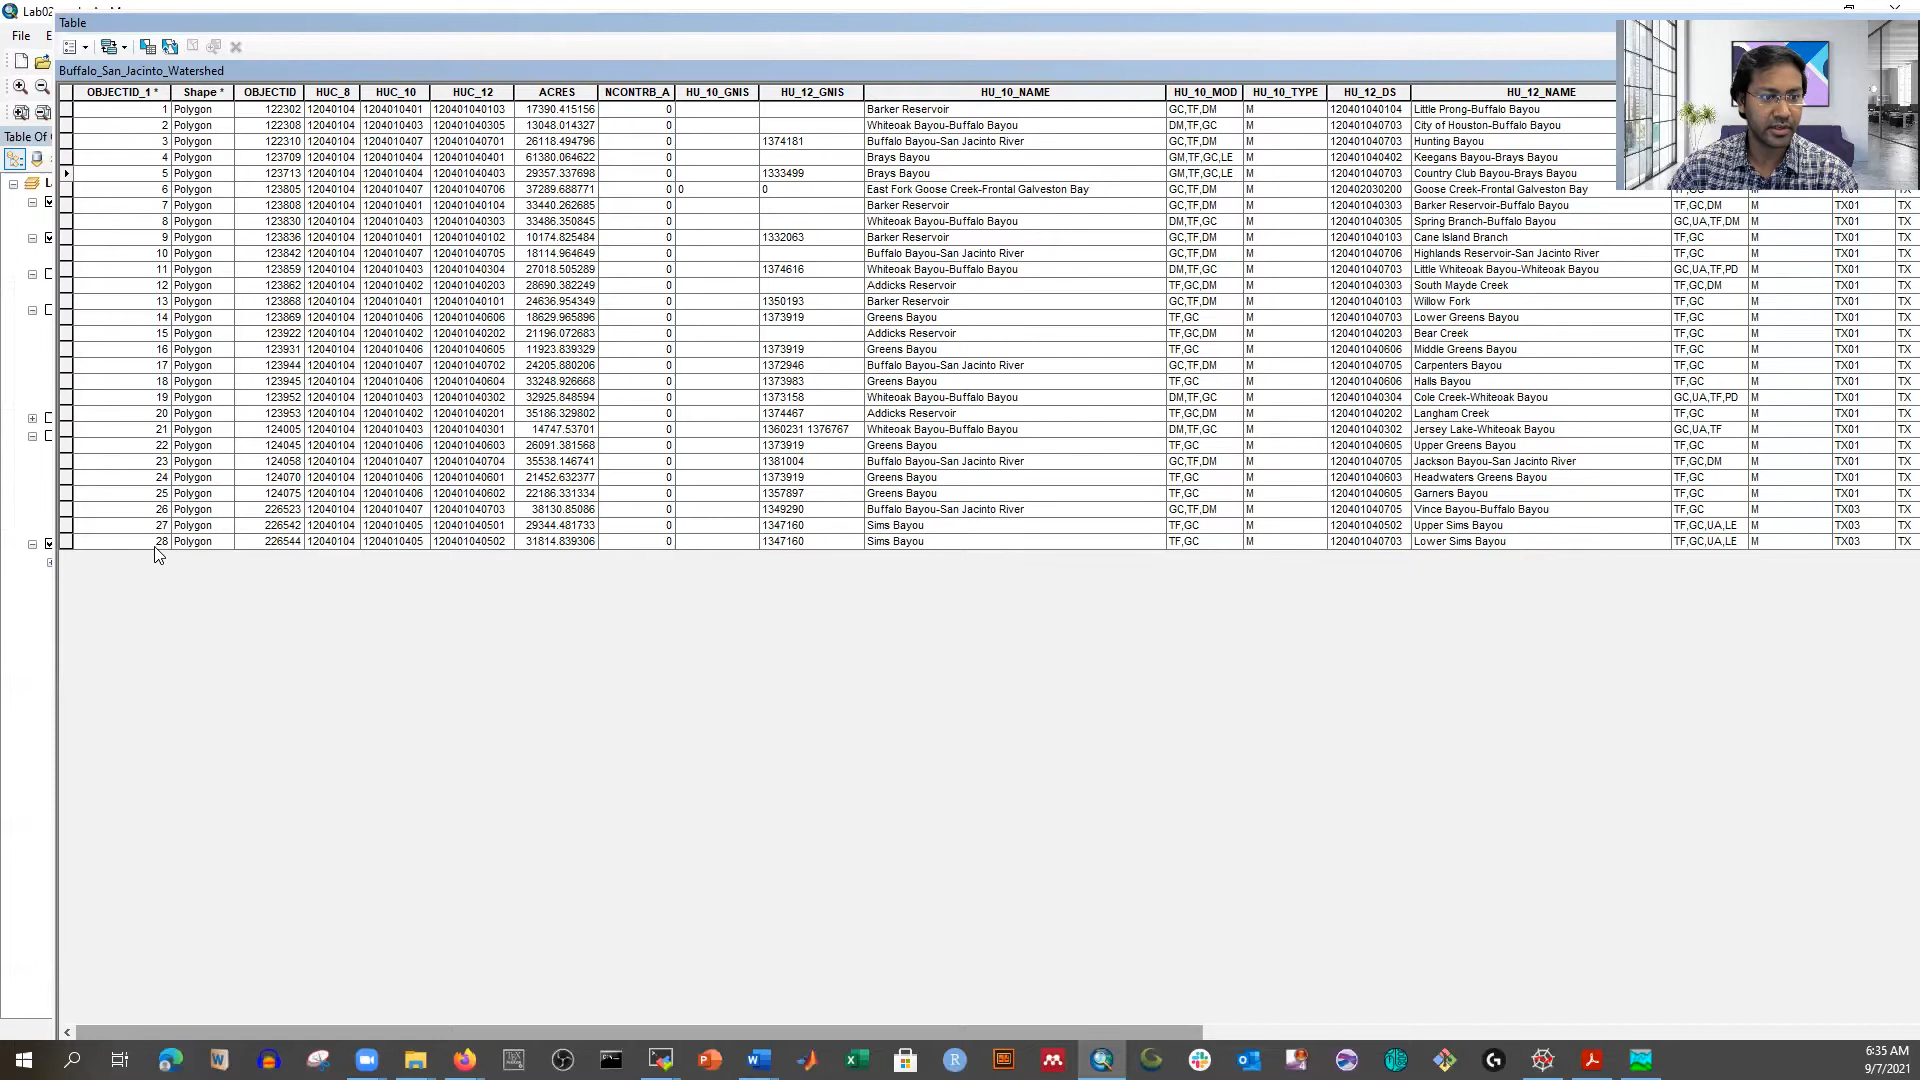 Lab02
Table
File
Buffalo_San_Jacinto_Watershed
OBJECTID_1 * Shape * OBJECTID HUC_8 HUC_10 HUC_12 ACRES NCONTRB_A HU_10_GNIS HU_12_GNIS HU_10_NAME HU_10_MOD HU_10_TYPE HU_12_DS HU_12_NAME
1 Polygon 122302 12040104 1204010401 120401040103 17390.415156 0 Barker Reservoir GC,TF,DM M 120401040104 Little Prong-Buffalo Bayou
2 Polygon 122308 12040104 1204010403 120401040305 13048.014327 0 Whiteoak Bayou-Buffalo Bayou DM,TF,GC M 120401040703 City of Houston-Buffalo Bayou
3 Polygon 122310 12040104 1204010407 120401040701 26118.494796 0 1374181 Buffalo Bayou-San Jacinto River GC,TF,DM M 120401040703 Hunting Bayou
4 Polygon 123709 12040104 1204010404 120401040401 61380.064622 0 Brays Bayou GM,TF,GC,LE M 120401040402 Keegans Bayou-Brays Bayou
5 Polygon 123713 12040104 1204010404 120401040403 29357.337698 0 1333499 Brays Bayou GM,TF,GC,LE M 120401040703 Country Club Bayou-Brays Bayou
6 Polygon 123805 12040104 1204010407 120401040706 37289.688771 0 0 0 East Fork Goose Creek-Frontal Galveston Bay GC,TF,DM M 120402030200 Goose Creek-Frontal Galveston Bay TF,GC M TX01 TX
7 Polygon 123808 12040104 1204010401 120401040104 33440.262685 0 Barker Reservoir GC,TF,DM M 120401040303 Barker Reservoir-Buffalo Bayou TF,GC,DM M TX01 TX
8 Polygon 123830 12040104 1204010403 120401040303 33486.350845 0 Whiteoak Bayou-Buffalo Bayou DM,TF,GC M 120401040305 Spring Branch-Buffalo Bayou GC,UA,TF,DM M TX01 TX
9 Polygon 123836 12040104 1204010401 120401040102 10174.825484 0 1332063 Barker Reservoir GC,TF,DM M 120401040103 Cane Island Branch TF,GC M TX01 TX
10 Polygon 123842 12040104 1204010407 120401040705 18114.964649 0 Buffalo Bayou-San Jacinto River GC,TF,DM M 120401040706 Highlands Reservoir-San Jacinto River TF,GC M TX01 TX
11 Polygon 123859 12040104 1204010403 120401040304 27018.505289 0 1374616 Whiteoak Bayou-Buffalo Bayou DM,TF,GC M 120401040703 Little Whiteoak Bayou-Whiteoak Bayou GC,UA,TF,PD M TX01 TX
12 Polygon 123862 12040104 1204010402 120401040203 28690.382249 0 Addicks Reservoir TF,GC,DM M 120401040303 South Mayde Creek TF,GC,DM M TX01 TX
13 Polygon 123868 12040104 1204010401 120401040101 24636.954349 0 1350193 Barker Reservoir GC,TF,DM M 120401040103 Willow Fork TF,GC M TX01 TX
14 Polygon 123869 12040104 1204010406 120401040606 18629.965896 0 1373919 Greens Bayou TF,GC M 120401040703 Lower Greens Bayou TF,GC M TX01 TX
15 Polygon 123922 12040104 1204010402 120401040202 21196.072683 0 Addicks Reservoir TF,GC,DM M 120401040203 Bear Creek TF,GC M TX01 TX
16 Polygon 123931 12040104 1204010406 120401040605 11923.839329 0 1373919 Greens Bayou TF,GC M 120401040606 Middle Greens Bayou TF,GC M TX01 TX
17 Polygon 123944 12040104 1204010407 120401040702 24205.880206 0 1372946 Buffalo Bayou-San Jacinto River GC,TF,DM M 120401040705 Carpenters Bayou TF,GC M TX01 TX
18 Polygon 123945 12040104 1204010406 120401040604 33248.926668 0 1373983 Greens Bayou TF,GC M 120401040606 Halls Bayou TF,GC M TX01 TX
19 Polygon 123952 12040104 1204010403 120401040302 32925.848594 0 1373158 Whiteoak Bayou-Buffalo Bayou DM,TF,GC M 120401040304 Cole Creek-Whiteoak Bayou GC,UA,TF,PD M TX01 TX
20 Polygon 123953 12040104 1204010402 120401040201 35186.329802 0 1374467 Addicks Reservoir TF,GC,DM M 120401040202 Langham Creek TF,GC M TX01 TX
21 Polygon 124005 12040104 1204010403 120401040301 14747.53701 0 1360231 1376767 Whiteoak Bayou-Buffalo Bayou DM,TF,GC M 120401040302 Jersey Lake-Whiteoak Bayou GC,UA,TF M TX01 TX
22 Polygon 124045 12040104 1204010406 120401040603 26091.381568 0 1373919 Greens Bayou TF,GC M 120401040605 Upper Greens Bayou TF,GC M TX01 TX
23 Polygon 124058 12040104 1204010407 120401040704 35538.146741 0 1381004 Buffalo Bayou-San Jacinto River GC,TF,DM M 120401040705 Jackson Bayou-San Jacinto River TF,GC,DM M TX01 TX
24 Polygon 124070 12040104 1204010406 120401040601 21452.632377 0 1373919 Greens Bayou TF,GC M 120401040603 Headwaters Greens Bayou TF,GC M TX01 TX
25 Polygon 124075 12040104 1204010406 120401040602 22186.331334 0 1357897 Greens Bayou TF,GC M 120401040605 Garners Bayou TF,GC M TX01 TX
26 Polygon 226523 12040104 1204010407 120401040703 38130.85086 0 1349290 Buffalo Bayou-San Jacinto River GC,TF,DM M 120401040705 Vince Bayou-Buffalo Bayou TF,GC M TX03 TX
27 Polygon 226542 12040104 1204010405 120401040501 29344.481733 0 1347160 Sims Bayou TF,GC M 120401040502 Upper Sims Bayou TF,GC,UA,LE M TX03 TX
28 Polygon 226544 12040104 1204010405 120401040502 31814.839306 0 1347160 Sims Bayou TF,GC M 120401040703 Lower Sims Bayou TF,GC,UA,LE M TX03 TX
Table Of
6:35 AM
9/7/2021